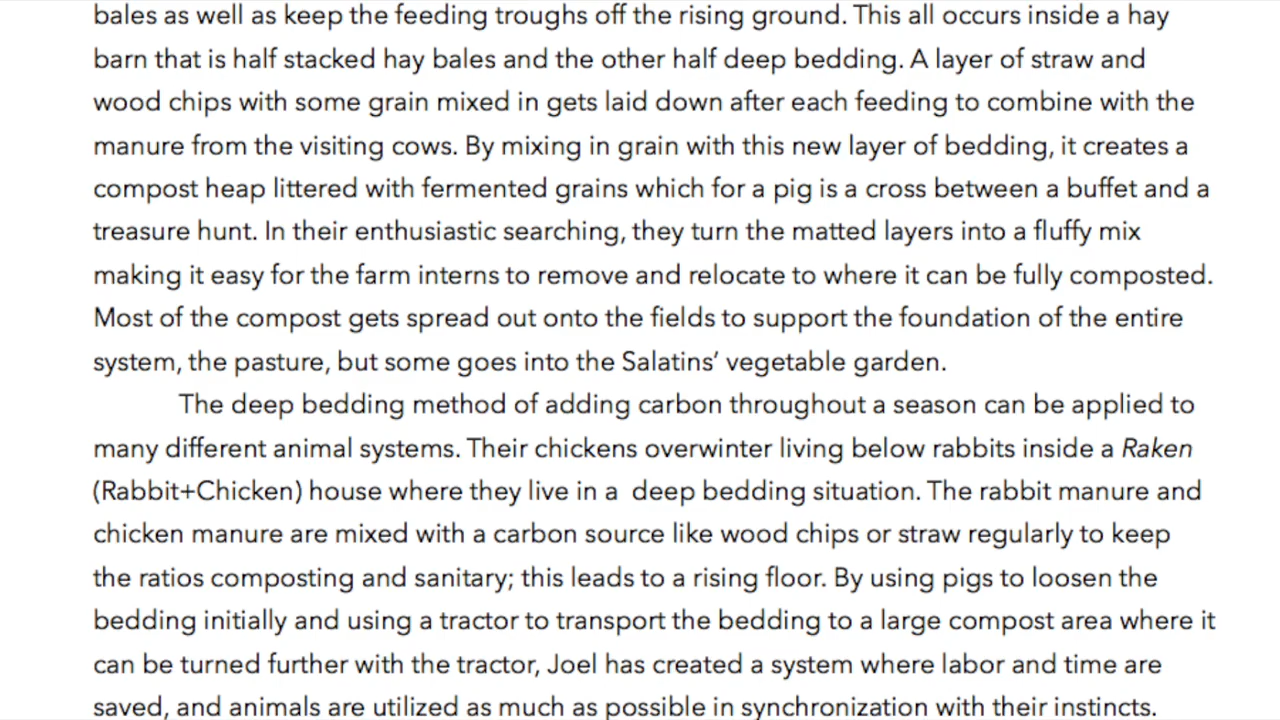 bales as well as keep the feeding troughs off the rising ground. This all occurs inside a hay
barn that is half stacked hay bales and the other half deep bedding. A layer of straw and
wood chips with some grain mixed in gets laid down after each feeding to combine with the
manure from the visiting cows. By mixing in grain with this new layer of bedding, it creates a
compost heap littered with fermented grains which for a pig is a cross between a buffet and a
treasure hunt. In their enthusiastic searching, they turn the matted layers into a fluffy mix
making it easy for the farm interns to remove and relocate to where it can be fully composted.
Most of the compost gets spread out onto the fields to support the foundation of the entire
system, the pasture, but some goes into the Salatins’ vegetable garden.
The deep bedding method of adding carbon throughout a season can be applied to
many different animal systems. Their chickens overwinter living below rabbits inside a Raken
(Rabbit+Chicken) house where they live in a  deep bedding situation. The rabbit manure and
chicken manure are mixed with a carbon source like wood chips or straw regularly to keep
the ratios composting and sanitary; this leads to a rising floor. By using pigs to loosen the
bedding initially and using a tractor to transport the bedding to a large compost area where it
can be turned further with the tractor, Joel has created a system where labor and time are
saved, and animals are utilized as much as possible in synchronization with their instincts.